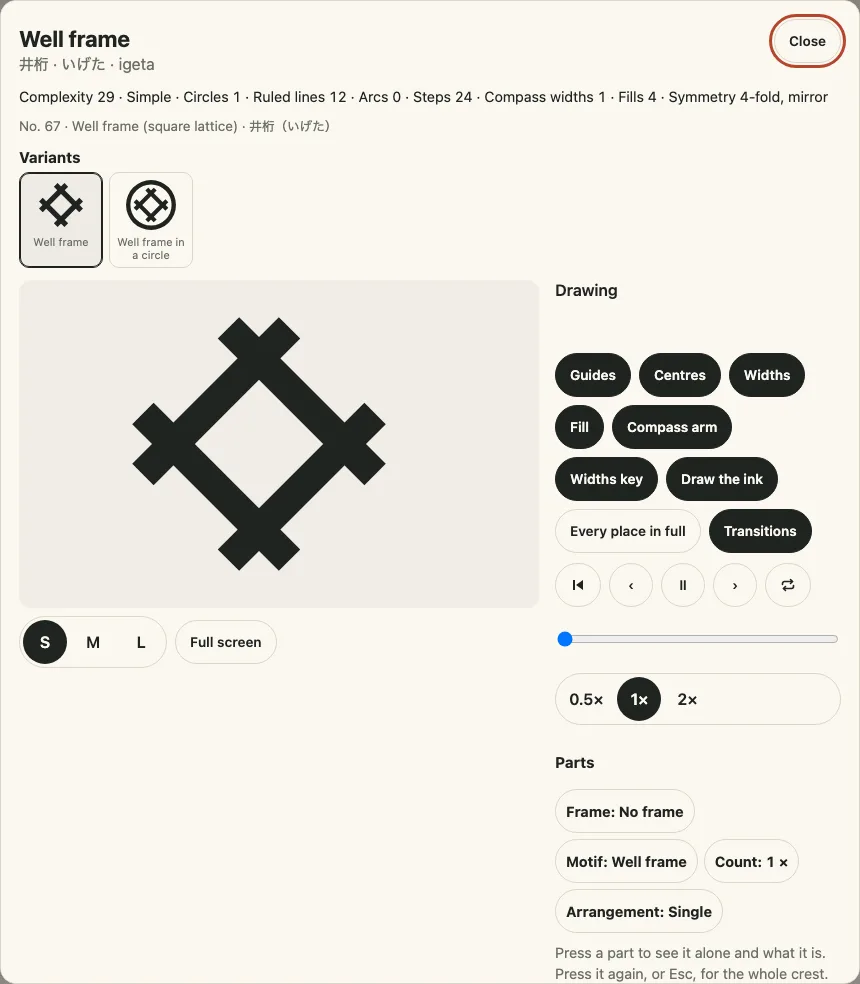 Well frame
Close
井桁 · いげた · igeta
Complexity 29 · Simple · Circles 1 · Ruled lines 12 · Arcs 0 · Steps 24 · Compass widths 1 · Fills 4 · Symmetry 4-fold, mirror
No. 67 · Well frame (square lattice) · 井桁（いげた）
Variants
Well frame
Well frame in
a circle
Drawing
Guides
Centres
Widths
Fill
Compass arm
Widths key
Draw the ink
Every place in full
Transitions
S
M
L
Full screen
0.5×
1×
2×
Parts
Frame: No frame
Motif: Well frame
Count: 1 ×
Arrangement: Single
Press a part to see it alone and what it is.
Press it again, or Esc, for the whole crest.